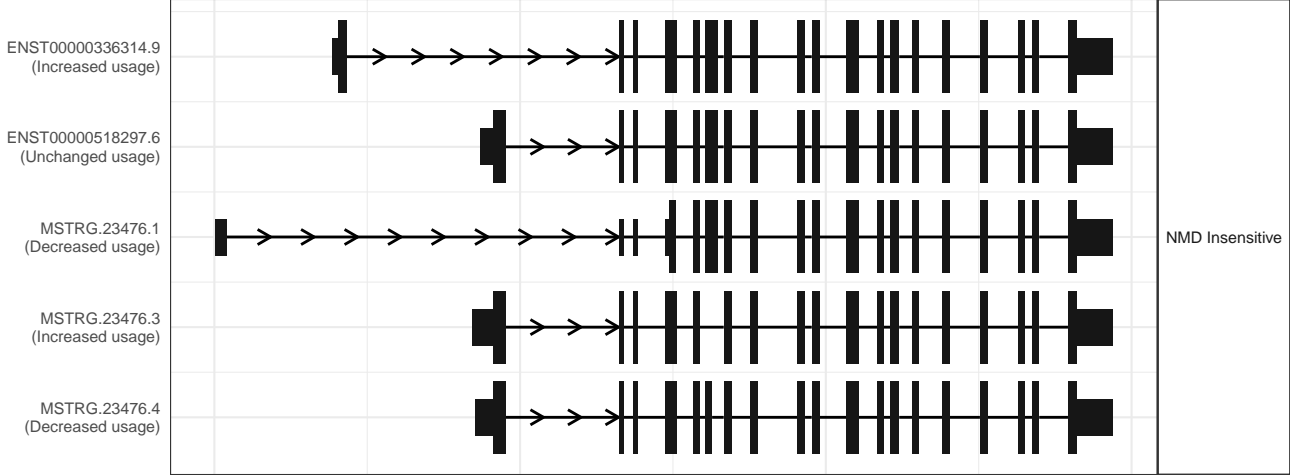 ENST00000336314.9
(Increased usage)
ENST00000518297.6
(Unchanged usage)
MSTRG.23476.1
(Decreased usage)
NMD Insensitive
MSTRG.23476.3
(Increased usage)
MSTRG.23476.4
(Decreased usage)